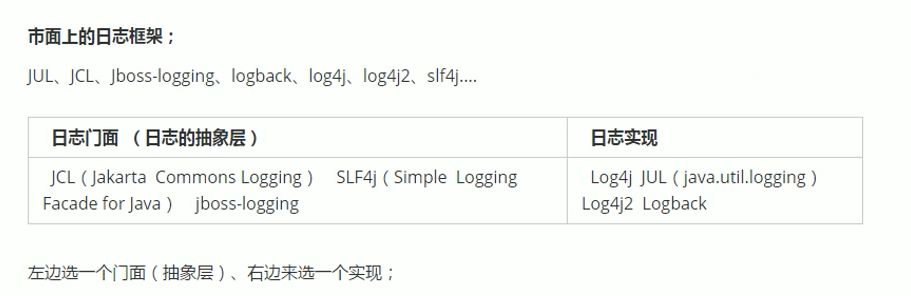 市面上的日志框架；
JUL、JCL、Jboss-logging、logback、log4j、log4j2、slf4j....
日志门面 （日志的抽象层）
日志实现
JCL（Jakarta Commons Logging） SLF4j（Simple Logging
Facade for Java） jboss-logging
Log4j JUL（java.util.logging）
Log4j2 Logback
左边选一个门面（抽象层）、右边来选一个实现；